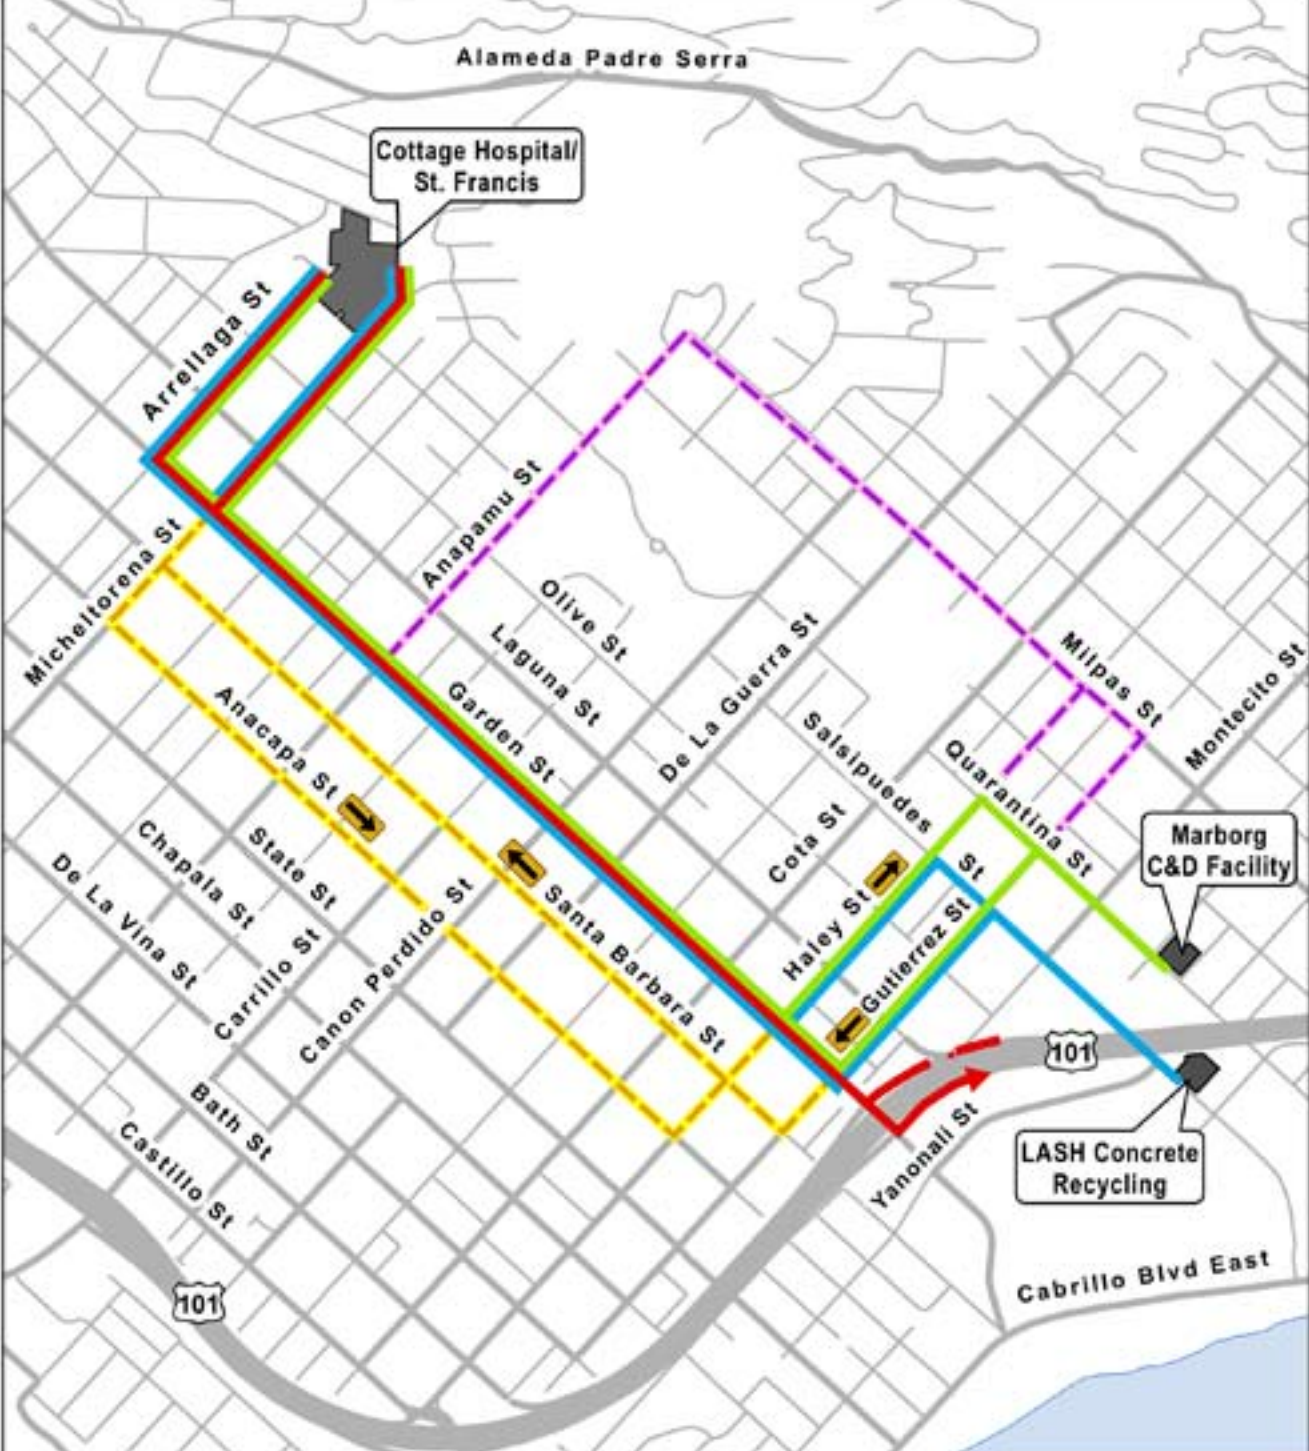 Alameda Padre Serra
Cottage Hospital/
St. Francis
Arrellaga St
Anapamu St
Micheltorena St
Olive St
Laguna St
De La Guerra St
Milpas St
Montecito St
Garden St
Anacapa St
Salsipuedes St
Quarantina St
State St
Chapala St
De La Vina St
Cota St
Marborg
C&D Facility
Haley St
Gutierrez St
Santa Barbara St
Carrillo St
Canon Perdido St
101
Bath St
Castillo St
Yanonali St
LASH Concrete
Recycling
Cabrillo Blvd East
101